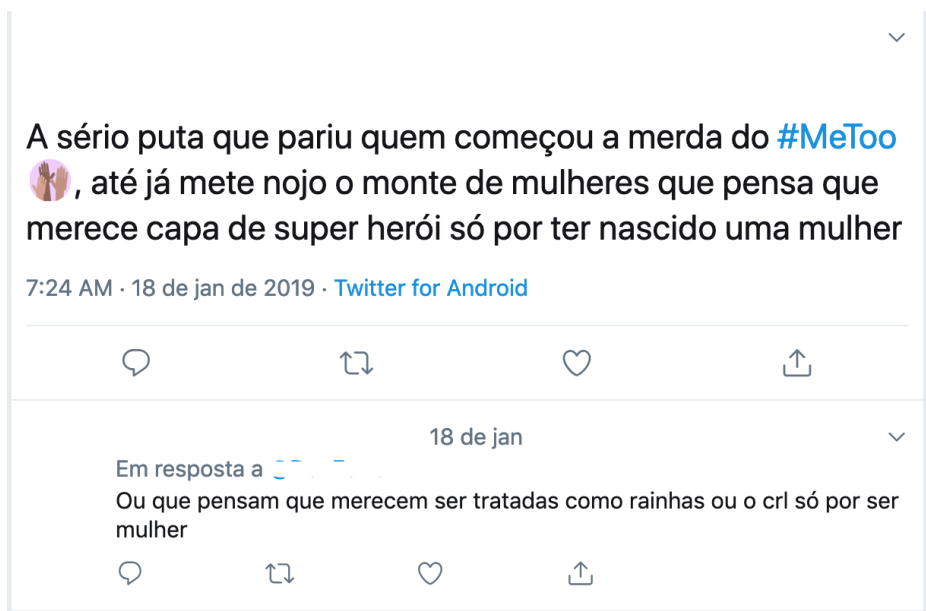 A sério puta que pariu quem começou a merda do #MeToo
, até já mete nojo o monte de mulheres que pensa que
merece capa de super herói só por ter nascido uma mulher
7:24 AM · 18 de jan de 2019 · Twitter for Android
18 de jan
Em resposta a
Ou que pensam que merecem ser tratadas como rainhas ou o crl só por ser
mulher